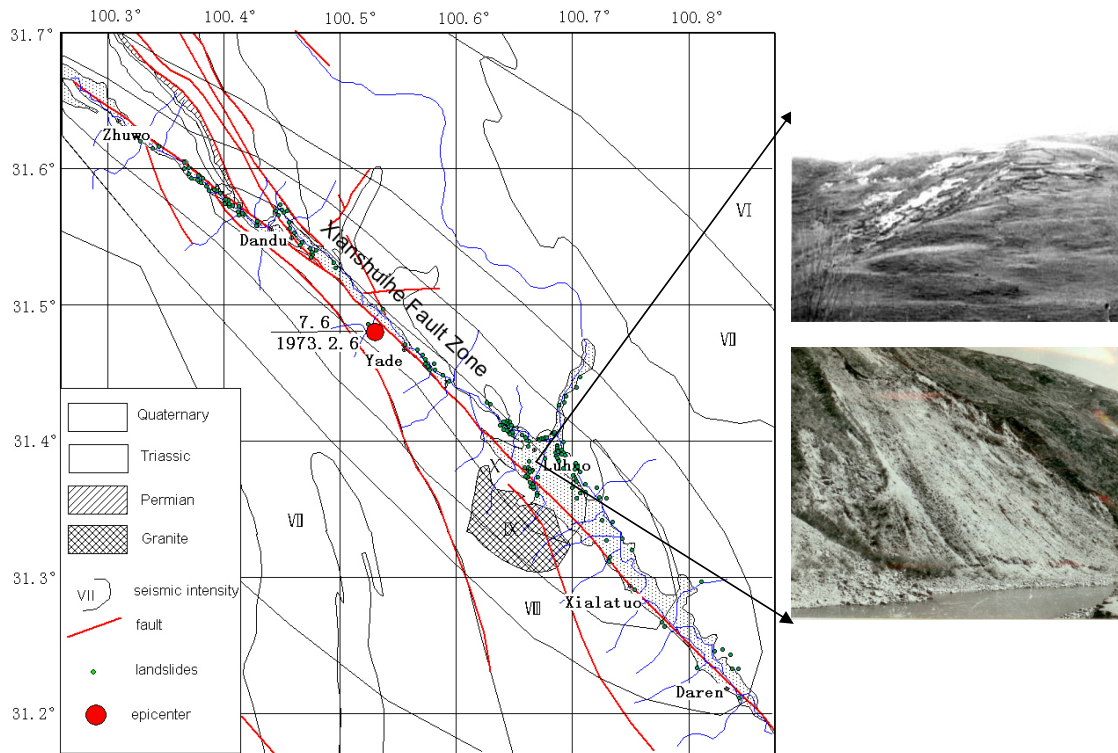 100.3° 100.4° 100.5° 100.6° 100.7° 100.8°
31.7°
31.6°
31.5°
31.4°
31.3°
31.2°
Zhuwo
Dandu
Xianshuihe Fault Zone
7.6
1973.2.6
Yade
Luhuo
Xialatuo
Daren
VI
VII
X
IX
VII
VIII
Quaternary
Triassic
Permian
Granite
VII seismic intensity
fault
landslides
epicenter